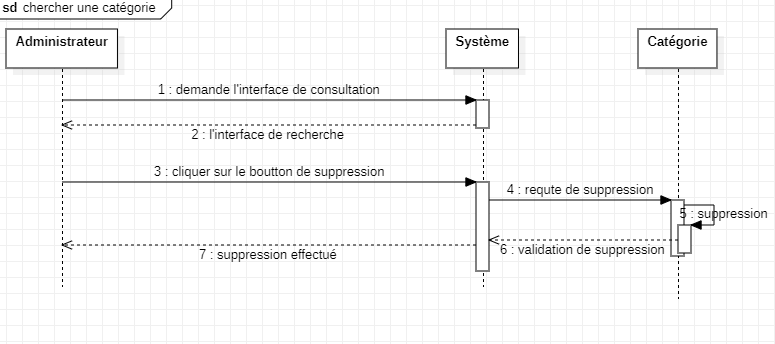 sd chercher une catégorie
Administrateur
Système
Catégorie
1 : demande l'interface de consultation
2 : l'interface de recherche
3 : cliquer sur le boutton de suppression
4 : requte de suppression
5 : suppression
6 : validation de suppression
7 : suppression effectué